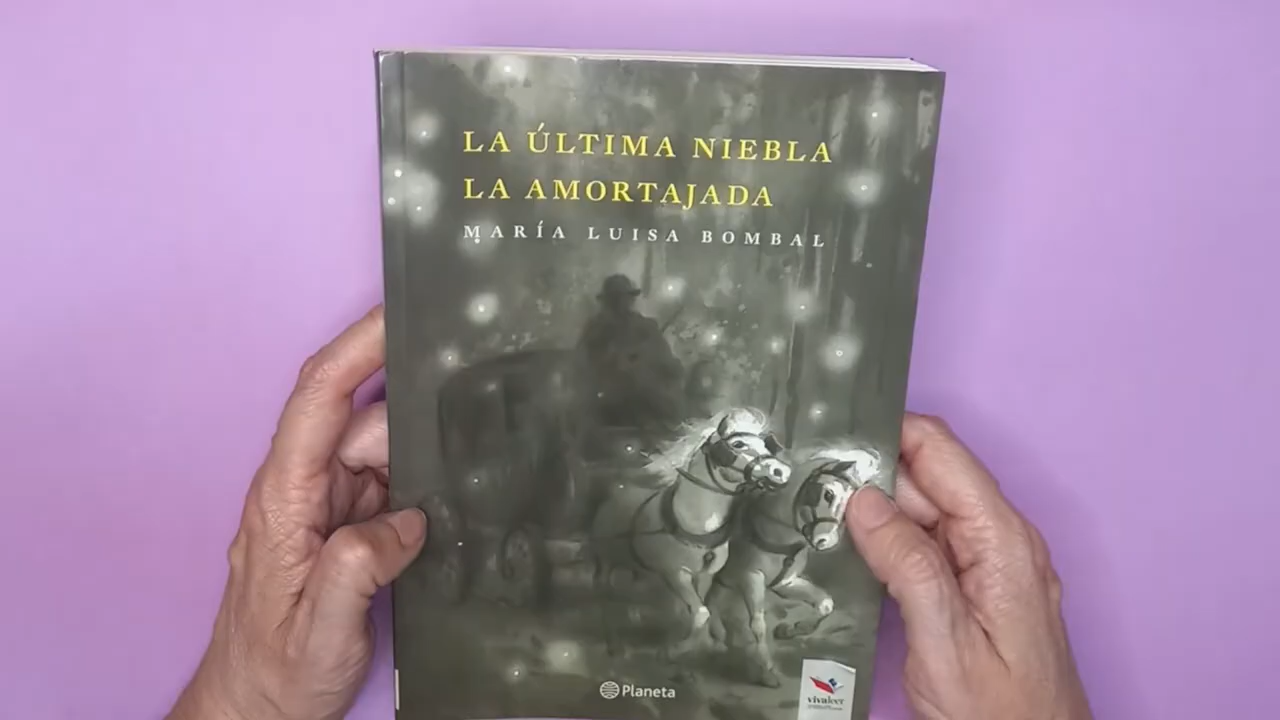 LA ÚLTIMA NIEBLA
LA AMORTAJADA
MARÍA LUISA BOMBAL
Planeta
vivaleer